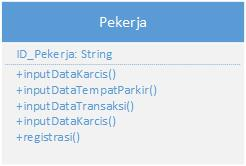 Pekerja
ID_Pekerja: String
+inputDataKarcis()
+inputDataTempatParkir()
+inputDataTransaksi()
+inputDataKarcis()
+registrasi()